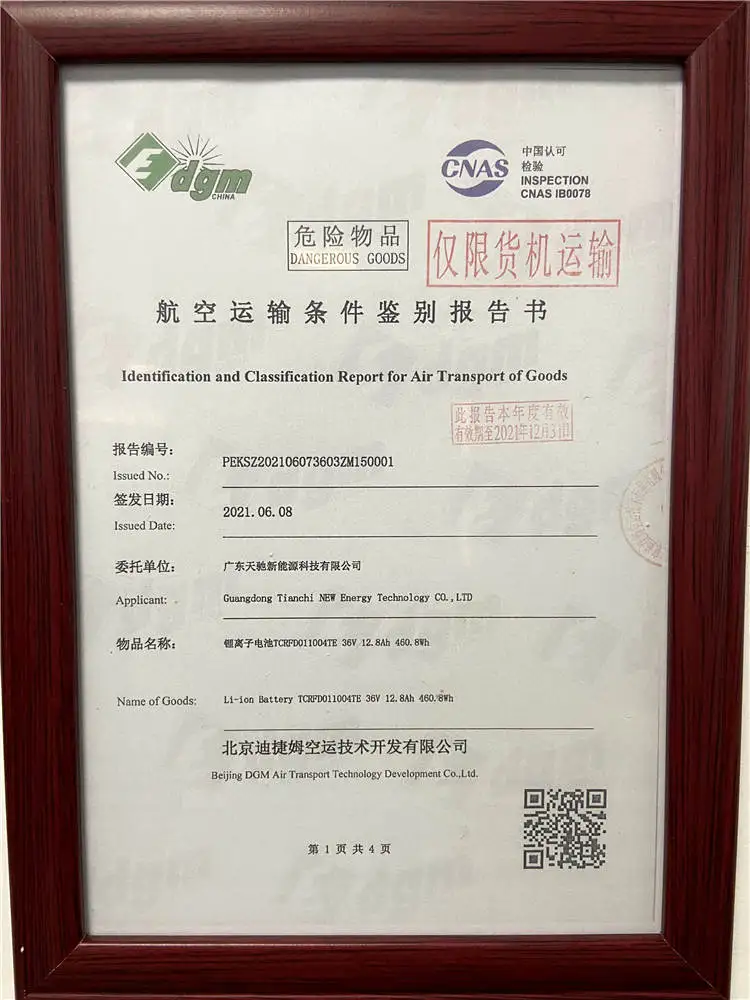 Edgm
CHINA
CNAS
中国认可
检验
INSPECTION
CNAS IB0078
危险物品
DANGEROUS GOODS
仅限货机运输
航空运输条件鉴别报告书
Identification and Classification Report for Air Transport of Goods
此报告本年度有效
有效期至2021年12月31日
报告编号:
Issued No.:
PEKSZ202106073603ZM150001
签发日期:
Issued Date:
2021.06.08
委托单位:
Applicant:
广东天驰新能源科技有限公司
Guangdong Tianchi NEW Energy Technology CO.,LTD
物品名称:
锂离子电池TCRFD011004TE 36V 12.8Ah 460.8Wh
Name of Goods:
Li-ion Battery TCRFD011004TE 36V 12.8Ah 460.8Wh
北京迪捷姆空运技术开发有限公司
Beijing DGM Air Transport Technology Development Co.,Ltd.
第 1 页 共 4 页